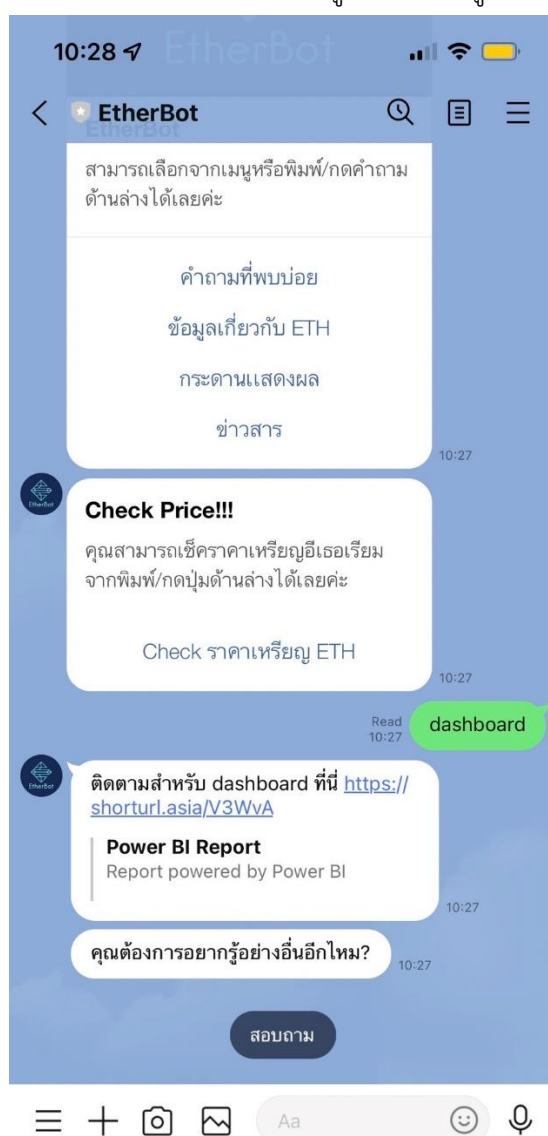 10:28
EtherBot
EtherBot
EtherBot
สามารถเลือกจากเมนูหรือพิมพ์/กดคำถาม
ด้านล่างได้เลยค่ะ
คำถามที่พบบ่อย
ข้อมูลเกี่ยวกับ ETH
กระดานแสดงผล
ข่าวสาร
10:27
EtherBot
Check Price!!!
คุณสามารถเช็คราคาเหรียญอีเธอเรียม
จากพิมพ์/กดปุ่มด้านล่างได้เลยค่ะ
Check ราคาเหรียญ ETH
10:27
Read
10:27
dashboard
EtherBot
ติดตามสำหรับ dashboard ที่นี่ https://
shorturl.asia/V3WvA
Power BI Report
Report powered by Power BI
10:27
คุณต้องการอยากรู้อย่างอื่นอีกไหม?
10:27
สอบถาม
Aa